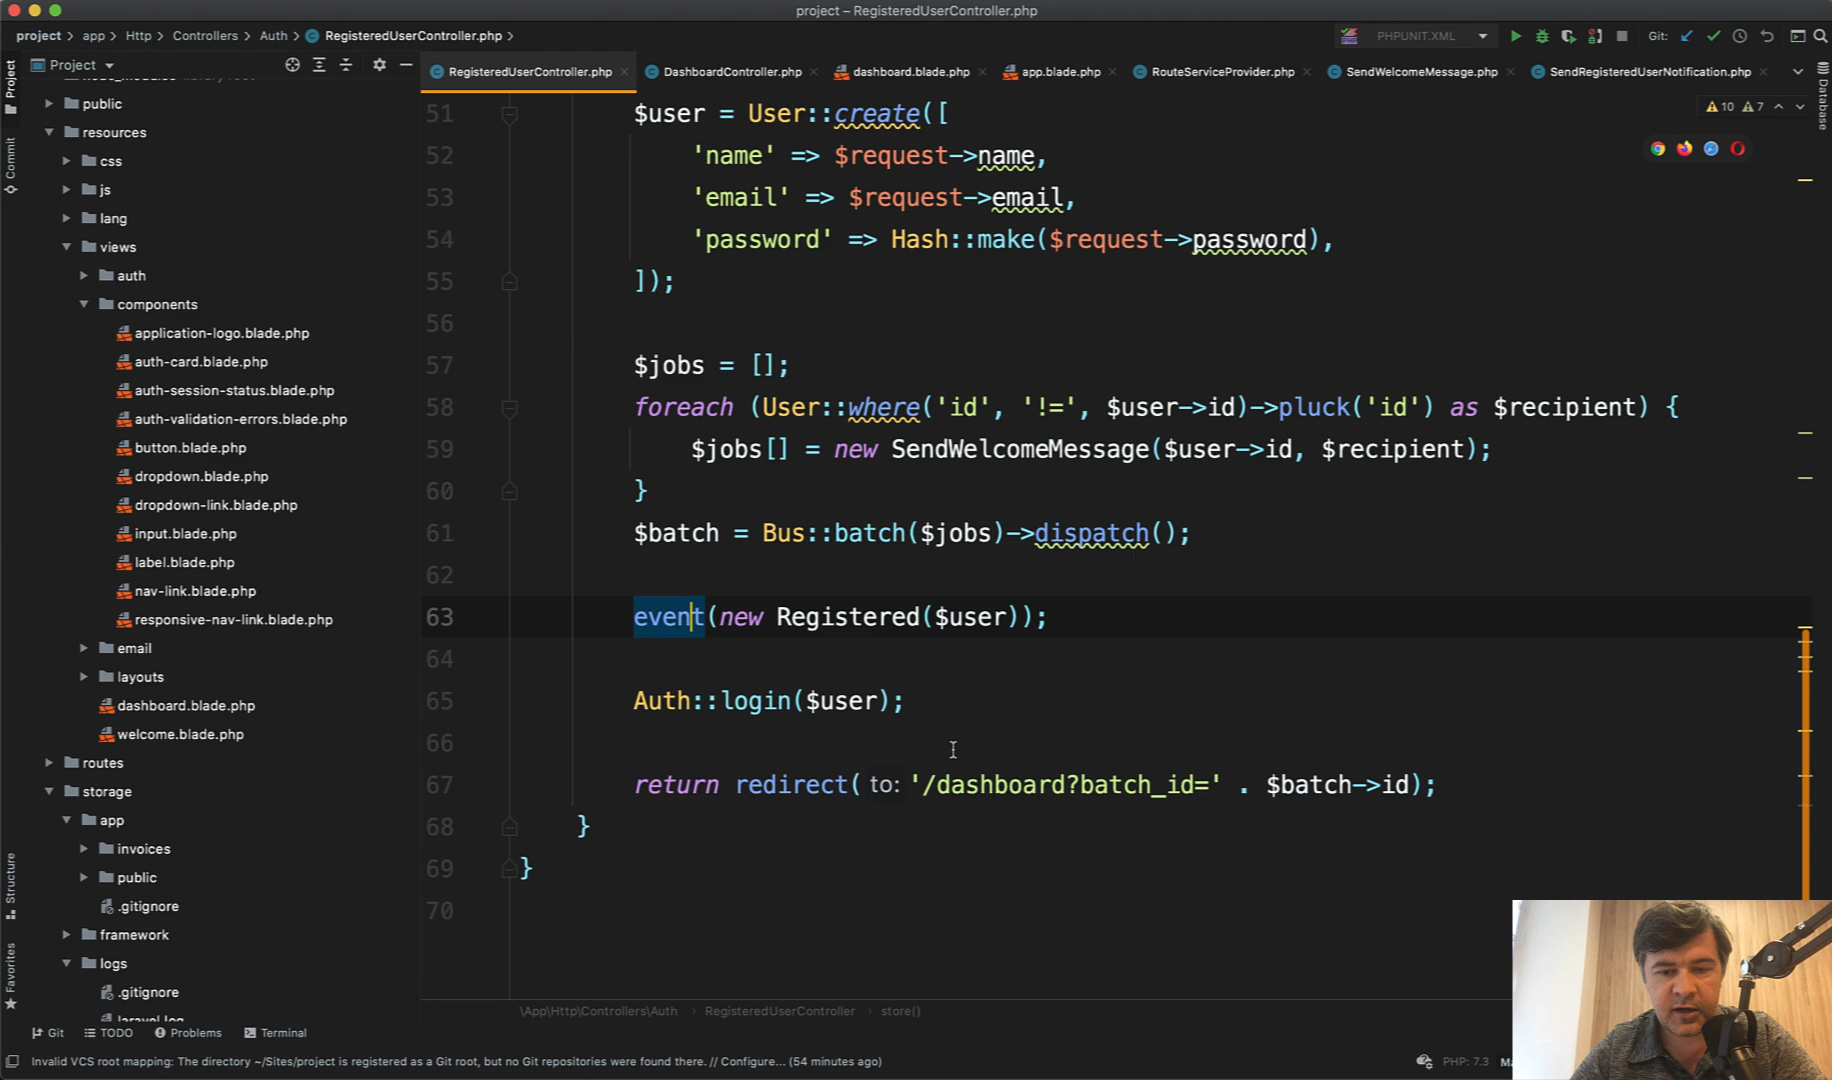 project – RegisteredUserController.php
project > app > Http > Controllers > Auth > RegisteredUserController.php >
PHPUNIT.XML
Git:
Project
RegisteredUserController.php
DashboardController.php
dashboard.blade.php
app.blade.php
RouteServiceProvider.php
SendWelcomeMessage.php
SendRegisteredUserNotification.php
Project
Commit
Structure
Favorites
Database
10 7
public
resources
css
js
lang
views
auth
components
application-logo.blade.php
auth-card.blade.php
auth-session-status.blade.php
auth-validation-errors.blade.php
button.blade.php
dropdown.blade.php
dropdown-link.blade.php
input.blade.php
label.blade.php
nav-link.blade.php
responsive-nav-link.blade.php
email
layouts
dashboard.blade.php
welcome.blade.php
routes
storage
app
invoices
public
.gitignore
framework
logs
.gitignore
laravel.log
51 $user = User::create([
52 'name' => $request->name,
53 'email' => $request->email,
54 'password' => Hash::make($request->password),
55 ]);
56
57 $jobs = [];
58 foreach (User::where('id', '!=', $user->id)->pluck('id') as $recipient) {
59 $jobs[] = new SendWelcomeMessage($user->id, $recipient);
60 }
61 $batch = Bus::batch($jobs)->dispatch();
62
63 event(new Registered($user));
64
65 Auth::login($user);
66
67 return redirect( to: '/dashboard?batch_id=' . $batch->id);
68 }
69 }
70
\App\Http\Controllers\Auth > RegisteredUserController > store()
Git TODO Problems Terminal
Invalid VCS root mapping: The directory ~/Sites/project is registered as a Git root, but no Git repositories were found there. // Configure... (54 minutes ago)
PHP: 7.3